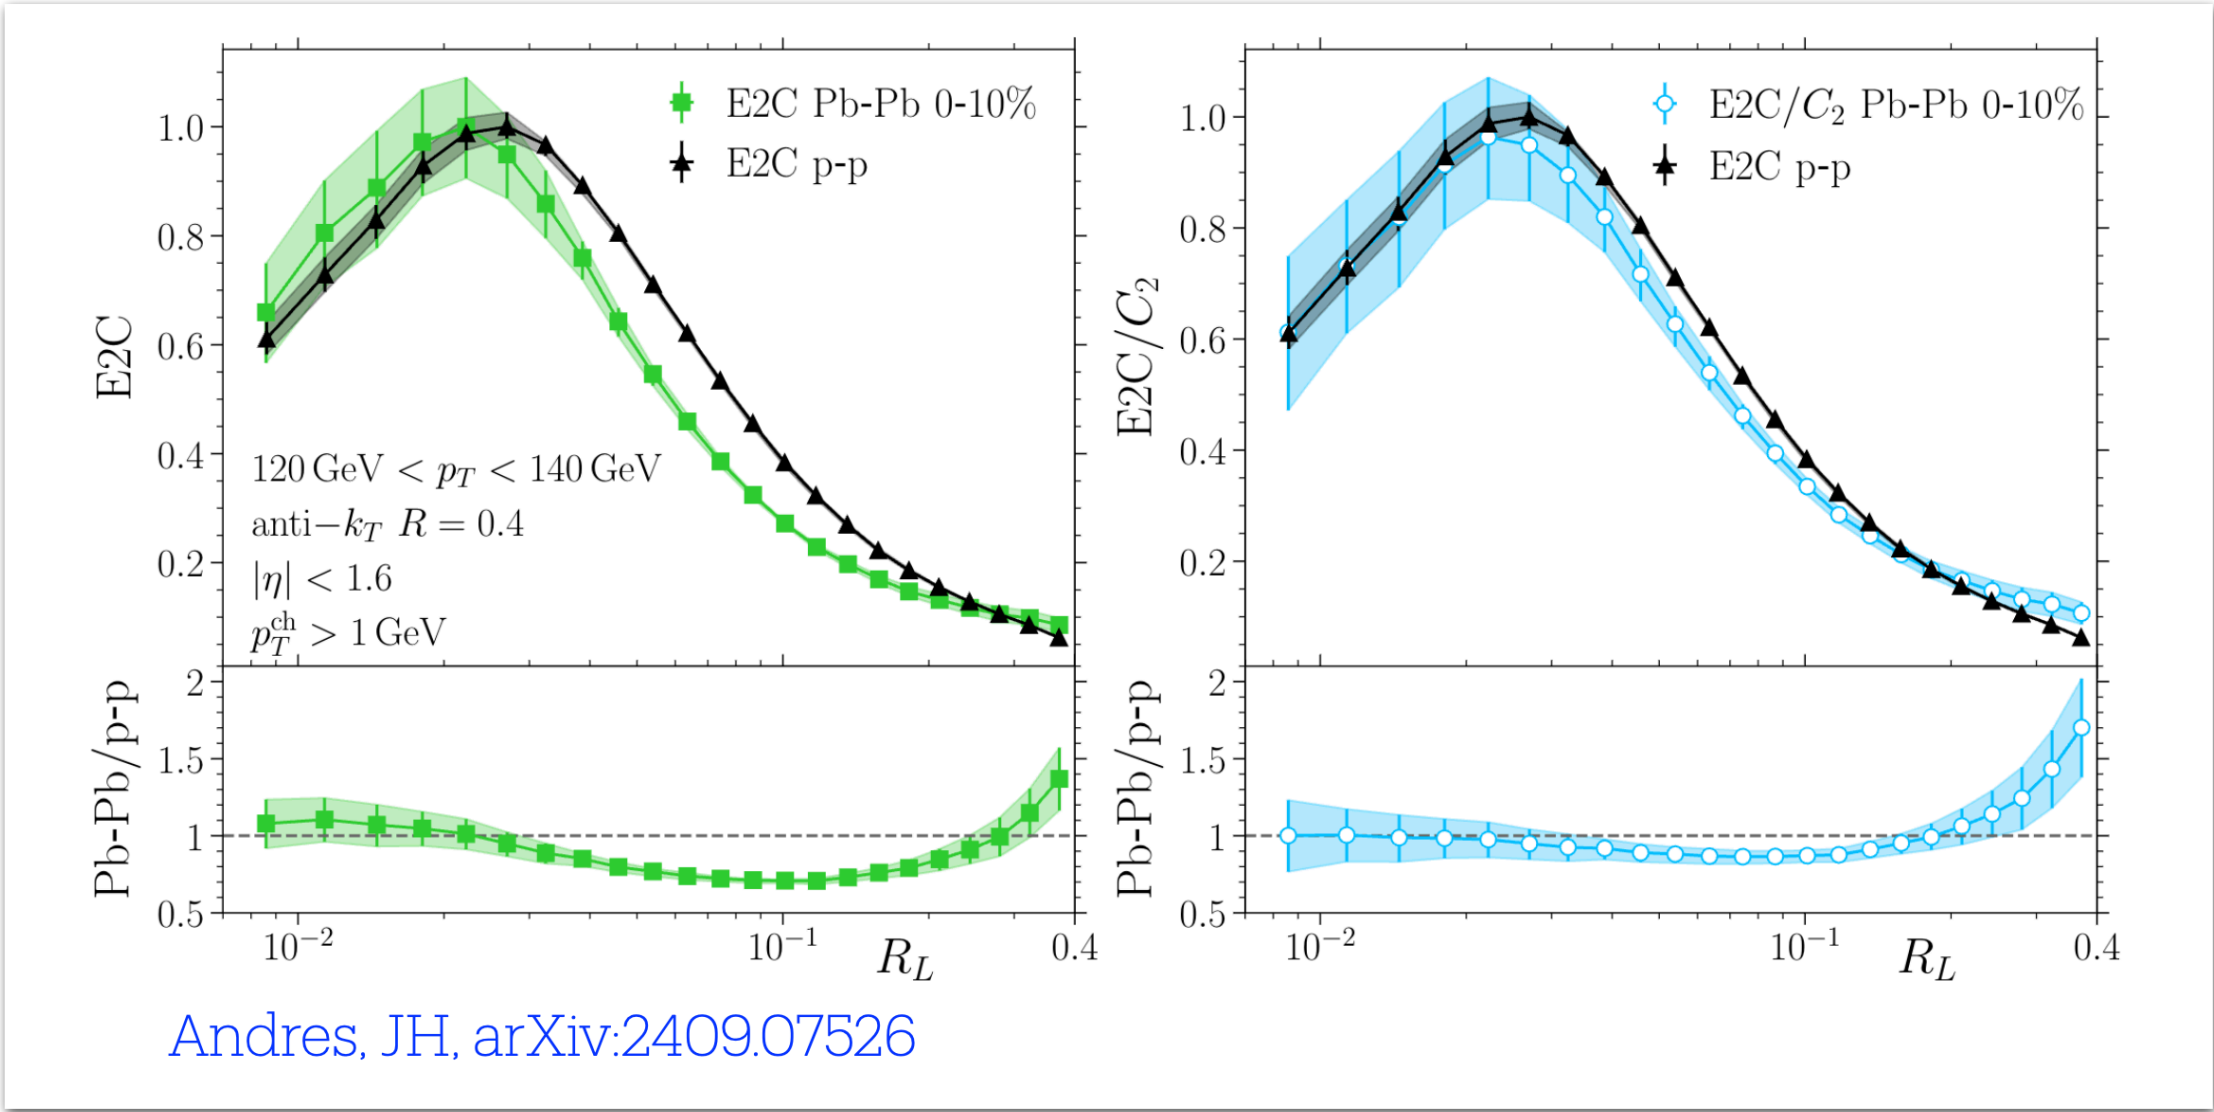 E2C Pb-Pb 0-10%
E2C p-p
E2C
1.0
0.8
0.6
0.4
0.2
120 GeV < p_T < 140 GeV
anti−k_T R = 0.4
|η| < 1.6
p_T^ch > 1 GeV
Pb-Pb/p-p
2
1.5
1
0.5
10^−2
10^−1
0.4
R_L
E2C/C_2 Pb-Pb 0-10%
E2C p-p
E2C/C_2
1.0
0.8
0.6
0.4
0.2
Pb-Pb/p-p
2
1.5
1
0.5
10^−2
10^−1
0.4
R_L
Andres, JH, arXiv:2409.07526